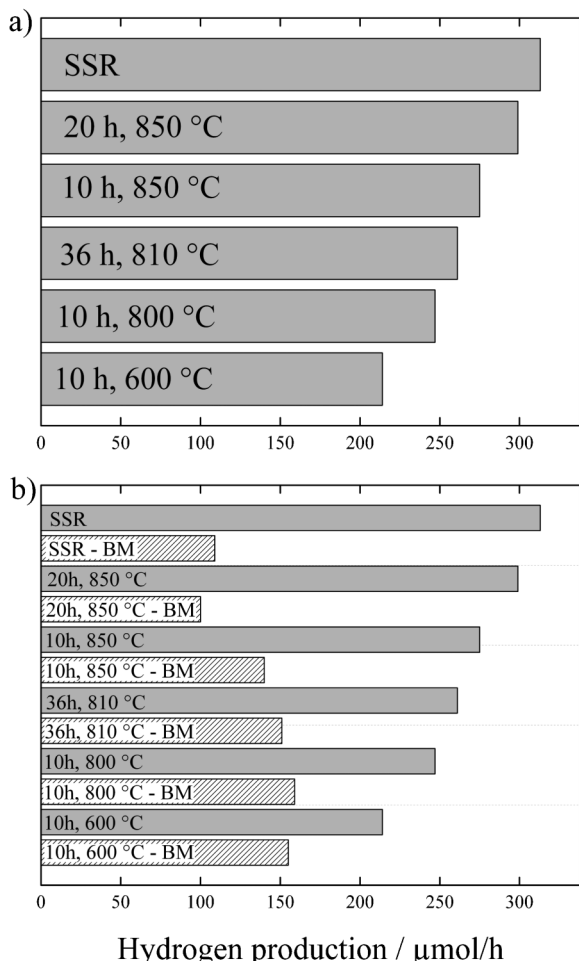 a)
SSR
20 h, 850 °C
10 h, 850 °C
36 h, 810 °C
10 h, 800 °C
10 h, 600 °C
0 50 100 150 200 250 300
b)
SSR
SSR - BM
20h, 850 °C
20h, 850 °C - BM
10h, 850 °C
10h, 850 °C - BM
36h, 810 °C
36h, 810 °C - BM
10h, 800 °C
10h, 800 °C - BM
10h, 600 °C
10h, 600 °C - BM
0 50 100 150 200 250 300
Hydrogen production / µmol/h